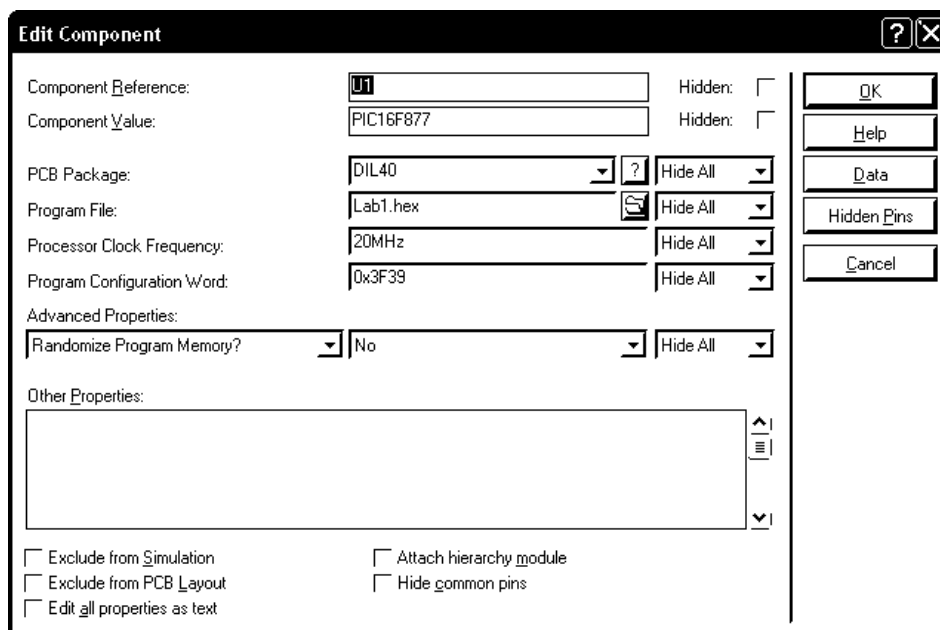 Edit Component
Component Reference: U1 Hidden: OK
Component Value: PIC16F877 Hidden: Help
PCB Package: DIL40 ? Hide All Data
Program File: Lab1.hex Hide All Hidden Pins
Processor Clock Frequency: 20MHz Hide All
Program Configuration Word: 0x3F39 Hide All Cancel
Advanced Properties:
Randomize Program Memory? No Hide All
Other Properties:
Exclude from Simulation Attach hierarchy module
Exclude from PCB Layout Hide common pins
Edit all properties as text